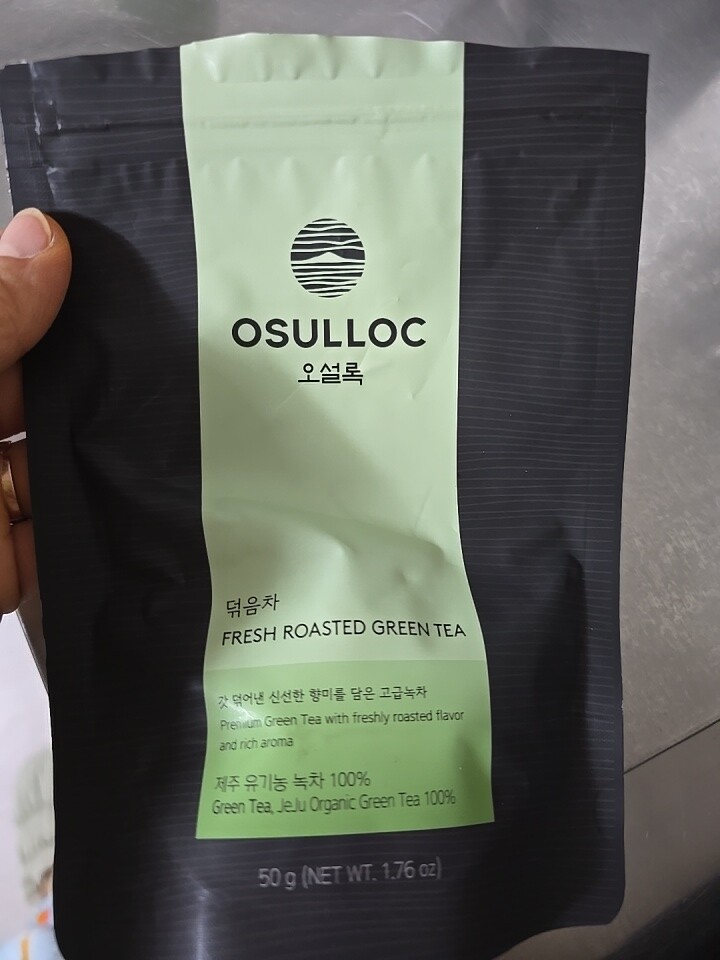 OSULLOC
오설록
덖음차
FRESH ROASTED GREEN TEA
갓 덖어낸 신선한 향미를 담은 고급녹차
Premium Green Tea with freshly roasted flavor
and rich aroma
제주 유기농 녹차 100%
Green Tea, JeJu Organic Green Tea 100%
50 g (NET WT. 1.76 oz)